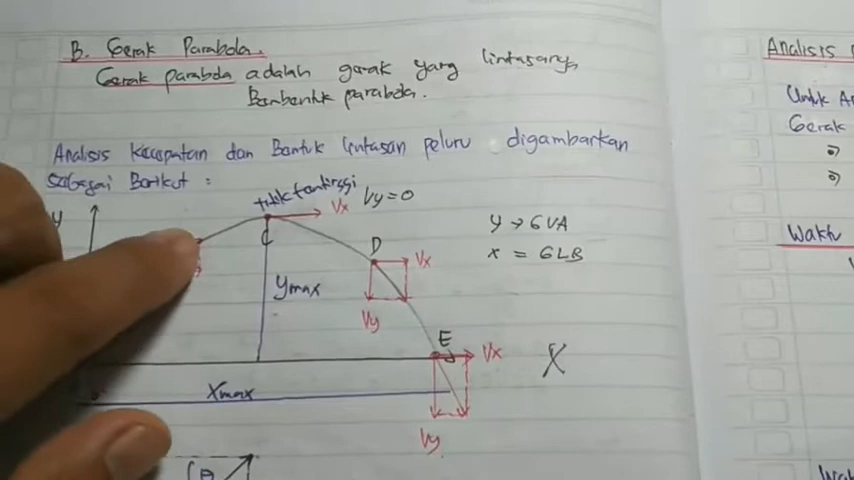 B. Gerak Parabola.
Gerak parabola adalah gerak yang lintasanya
Berbentuk parabola.
Analisis kecepatan dan Bentuk lintasan peluru digambarkan
Sebagai Berikut :
titik tertinggi
Vx
Vy=0
y
C
D
Vx
Vy
Ymax
y → GVA
x = GLB
E
Vx
Vy
X
Xmax
Analisis
Untuk
Gerak
⇒
⇒
Waktu